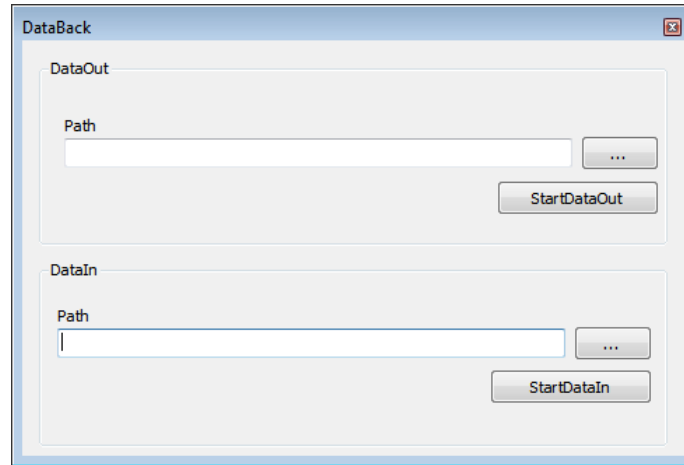 DataBack
DataOut
Path
...
StartDataOut
DataIn
Path
...
StartDataIn